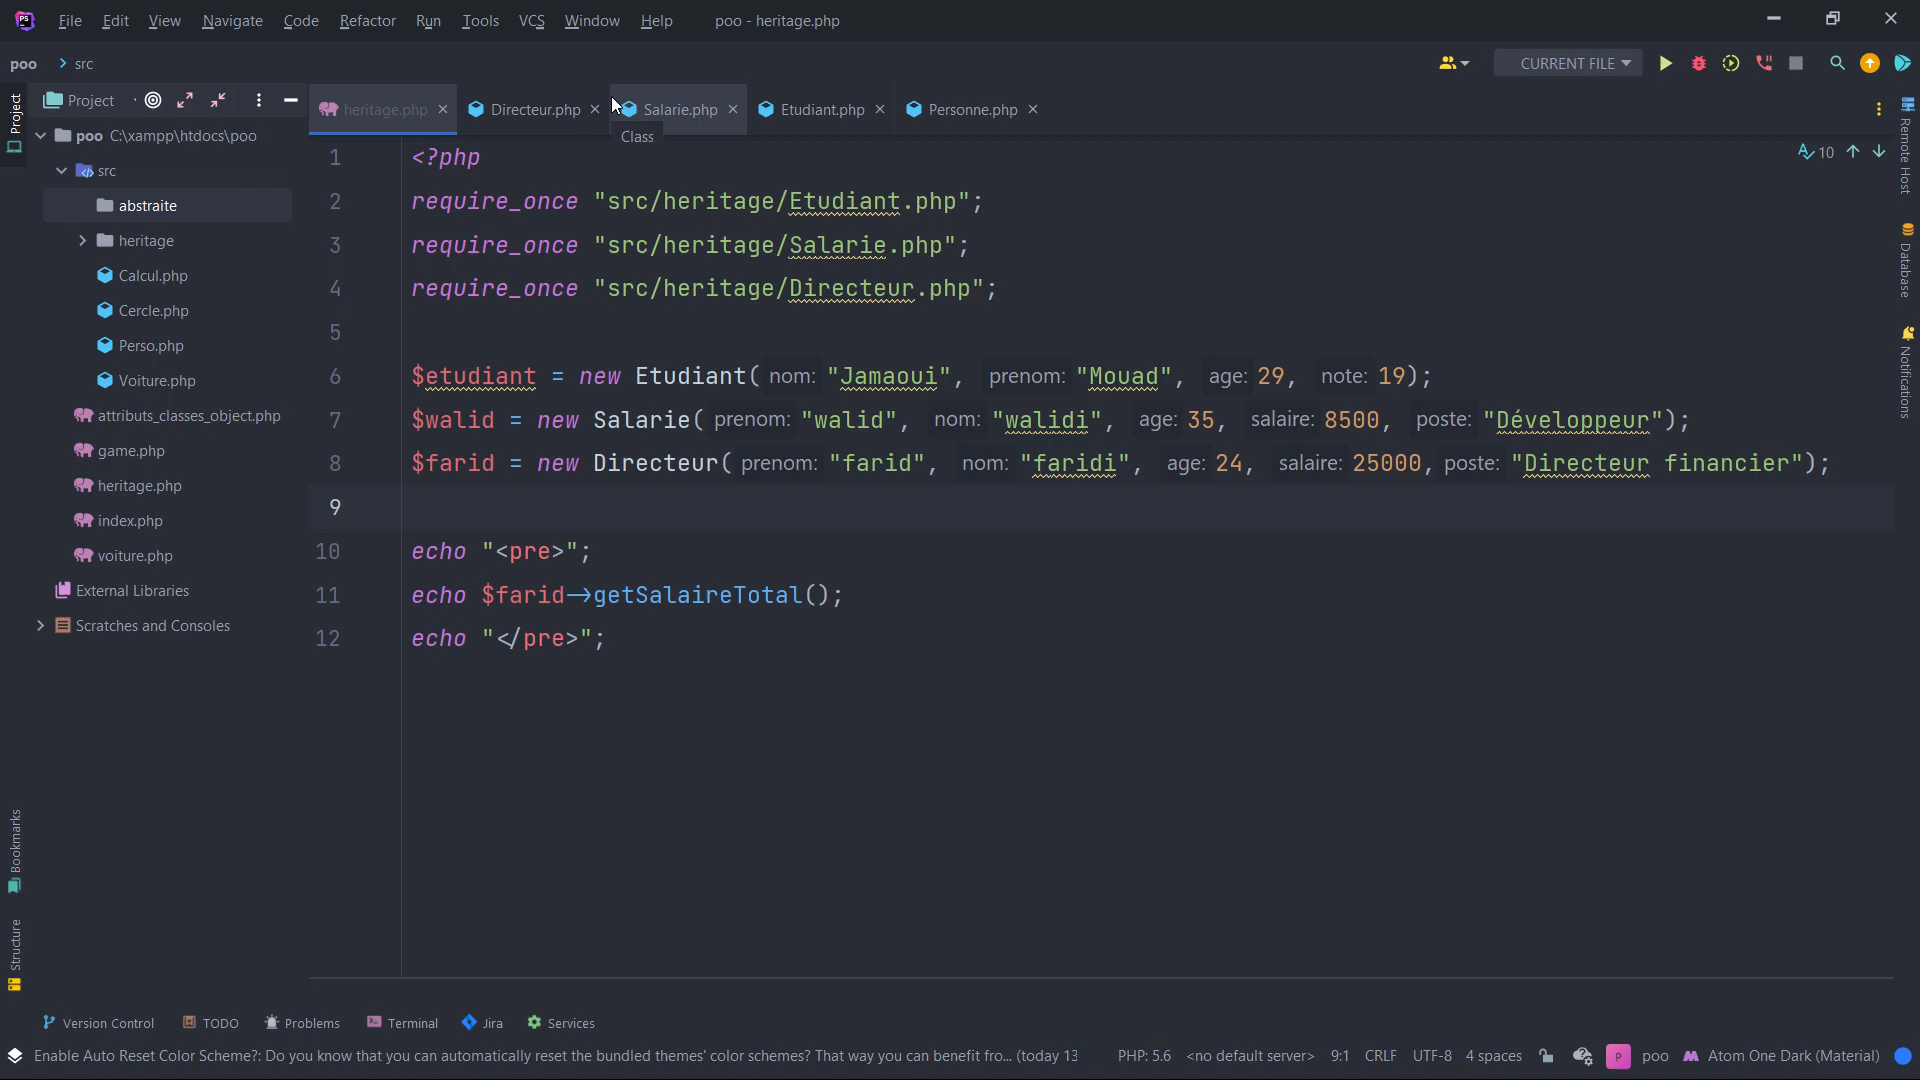 File Edit View Navigate Code Refactor Run Tools VCS Window Help poo - heritage.php
poo > src
CURRENT FILE
Project
Project
heritage.php
Directeur.php
Salarie.php
Etudiant.php
Personne.php
Class
poo C:\xampp\htdocs\poo
src
abstraite
heritage
Calcul.php
Cercle.php
Perso.php
Voiture.php
attributs_classes_object.php
game.php
heritage.php
index.php
voiture.php
External Libraries
Scratches and Consoles
10
1 <?php
2 require_once "src/heritage/Etudiant.php";
3 require_once "src/heritage/Salarie.php";
4 require_once "src/heritage/Directeur.php";
5
6 $etudiant = new Etudiant( nom: "Jamaoui", prenom: "Mouad", age: 29, note: 19);
7 $walid = new Salarie( prenom: "walid", nom: "walidi", age: 35, salaire: 8500, poste: "Développeur");
8 $farid = new Directeur( prenom: "farid", nom: "faridi", age: 24, salaire: 25000, poste: "Directeur financier");
9
10 echo "<pre>";
11 echo $farid->getSalaireTotal();
12 echo "</pre>";
Remote Host
Database
Notifications
Bookmarks
Structure
Version Control
TODO
Problems
Terminal
Jira
Services
Enable Auto Reset Color Scheme?: Do you know that you can automatically reset the bundled themes' color schemes? That way you can benefit fro... (today 13
PHP: 5.6 <no default server> 9:1 CRLF UTF-8 4 spaces P poo Atom One Dark (Material)